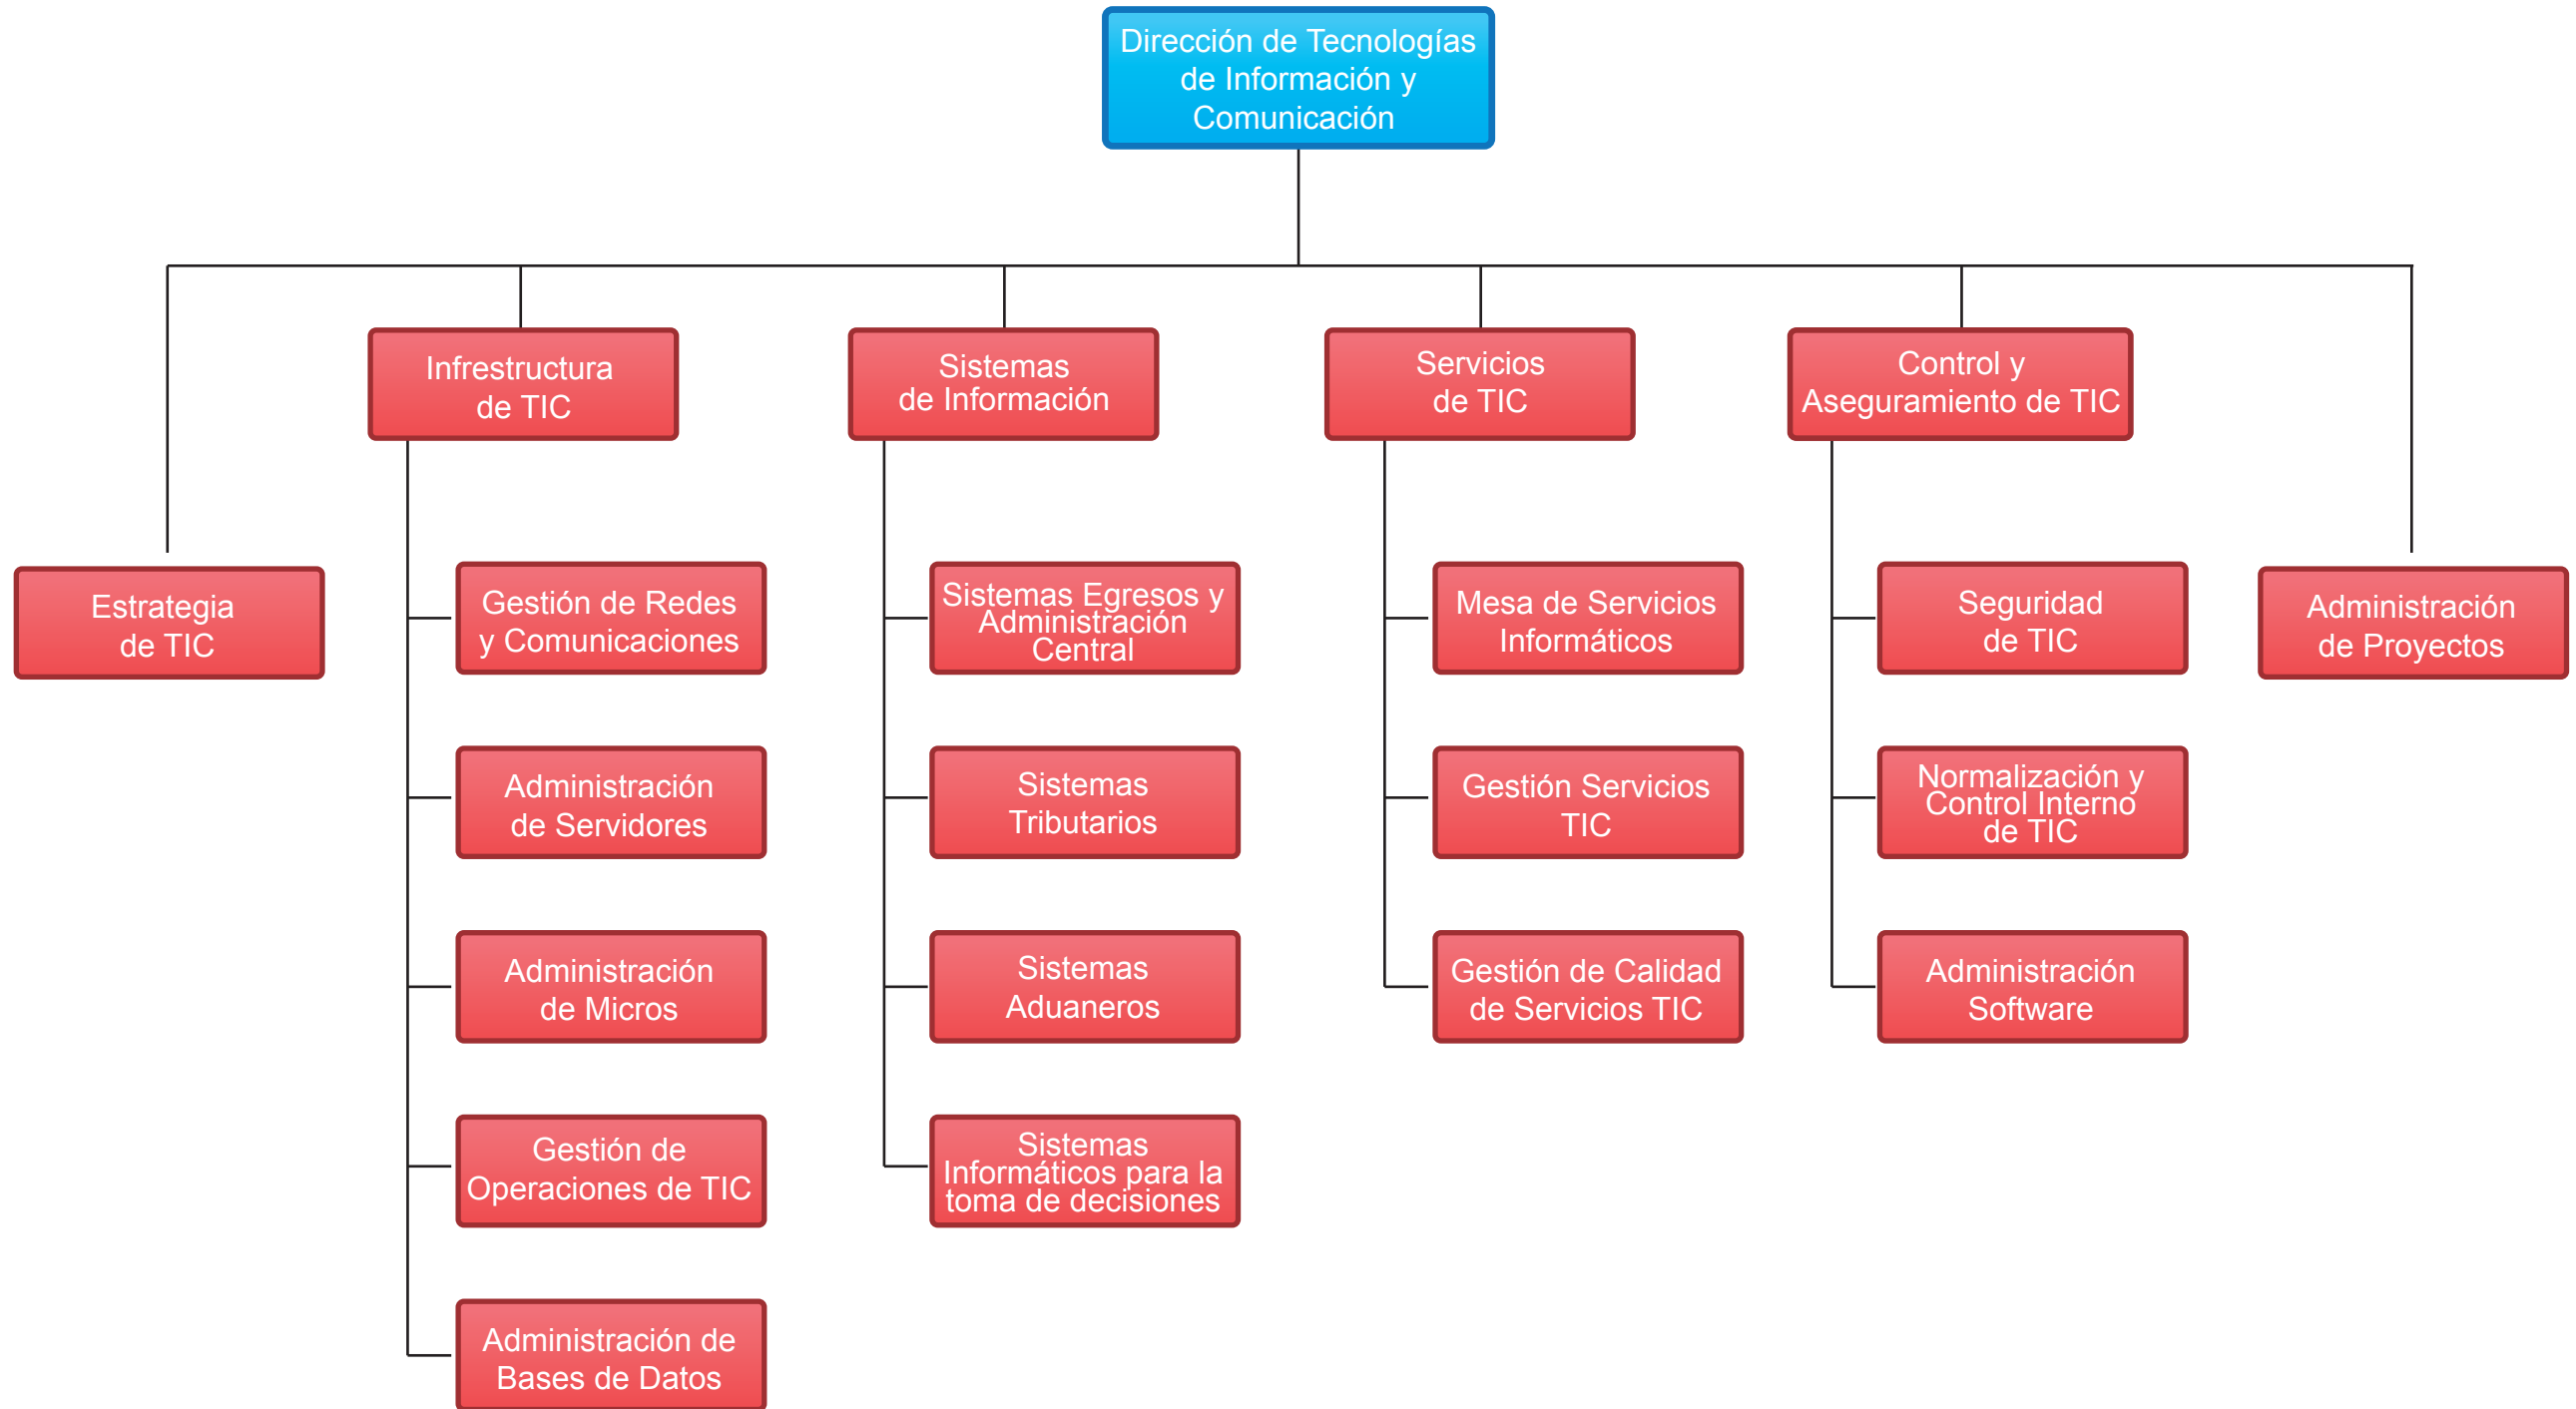 Dirección de Tecnologías
de Información y
Comunicación
Infrestructura
de TIC
Sistemas
de Información
Servicios
de TIC
Control y
Aseguramiento de TIC
Estrategia
de TIC
Gestión de Redes
y Comunicaciones
Sistemas Egresos y
Administración
Central
Mesa de Servicios
Informáticos
Seguridad
de TIC
Administración
de Proyectos
Administración
de Servidores
Sistemas
Tributarios
Gestión Servicios
TIC
Normalización y
Control Interno
de TIC
Administración
de Micros
Sistemas
Aduaneros
Gestión de Calidad
de Servicios TIC
Administración
Software
Gestión de
Operaciones de TIC
Sistemas
Informáticos para la
toma de decisiones
Administración de
Bases de Datos